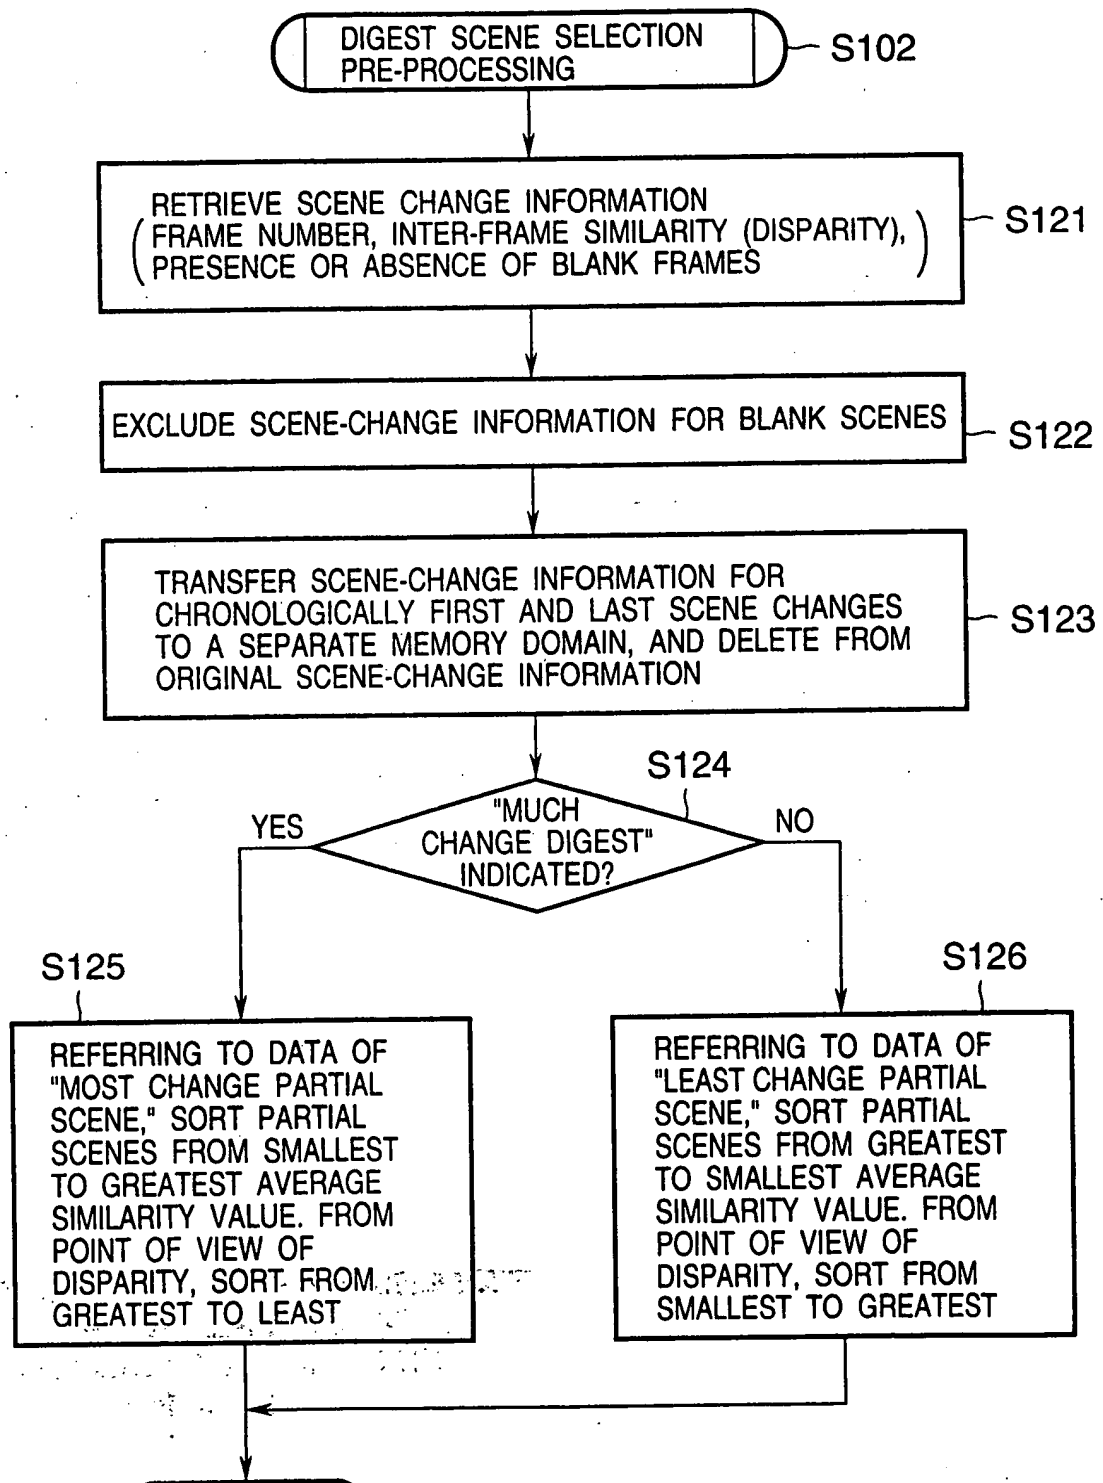 DIGEST SCENE SELECTION
PRE-PROCESSING
S102
RETRIEVE SCENE CHANGE INFORMATION
(FRAME NUMBER, INTER-FRAME SIMILARITY (DISPARITY),
PRESENCE OR ABSENCE OF BLANK FRAMES)
S121
EXCLUDE SCENE-CHANGE INFORMATION FOR BLANK SCENES
S122
TRANSFER SCENE-CHANGE INFORMATION FOR
CHRONOLOGICALLY FIRST AND LAST SCENE CHANGES
TO A SEPARATE MEMORY DOMAIN, AND DELETE FROM
ORIGINAL SCENE-CHANGE INFORMATION
S123
S124
"MUCH
CHANGE DIGEST"
INDICATED?
YES
NO
S125
REFERRING TO DATA OF
"MOST CHANGE PARTIAL
SCENE," SORT PARTIAL
SCENES FROM SMALLEST
TO GREATEST AVERAGE
SIMILARITY VALUE. FROM
POINT OF VIEW OF
DISPARITY, SORT FROM
GREATEST TO LEAST
S126
REFERRING TO DATA OF
"LEAST CHANGE PARTIAL
SCENE," SORT PARTIAL
SCENES FROM GREATEST
TO SMALLEST AVERAGE
SIMILARITY VALUE. FROM
POINT OF VIEW OF
DISPARITY, SORT FROM
SMALLEST TO GREATEST